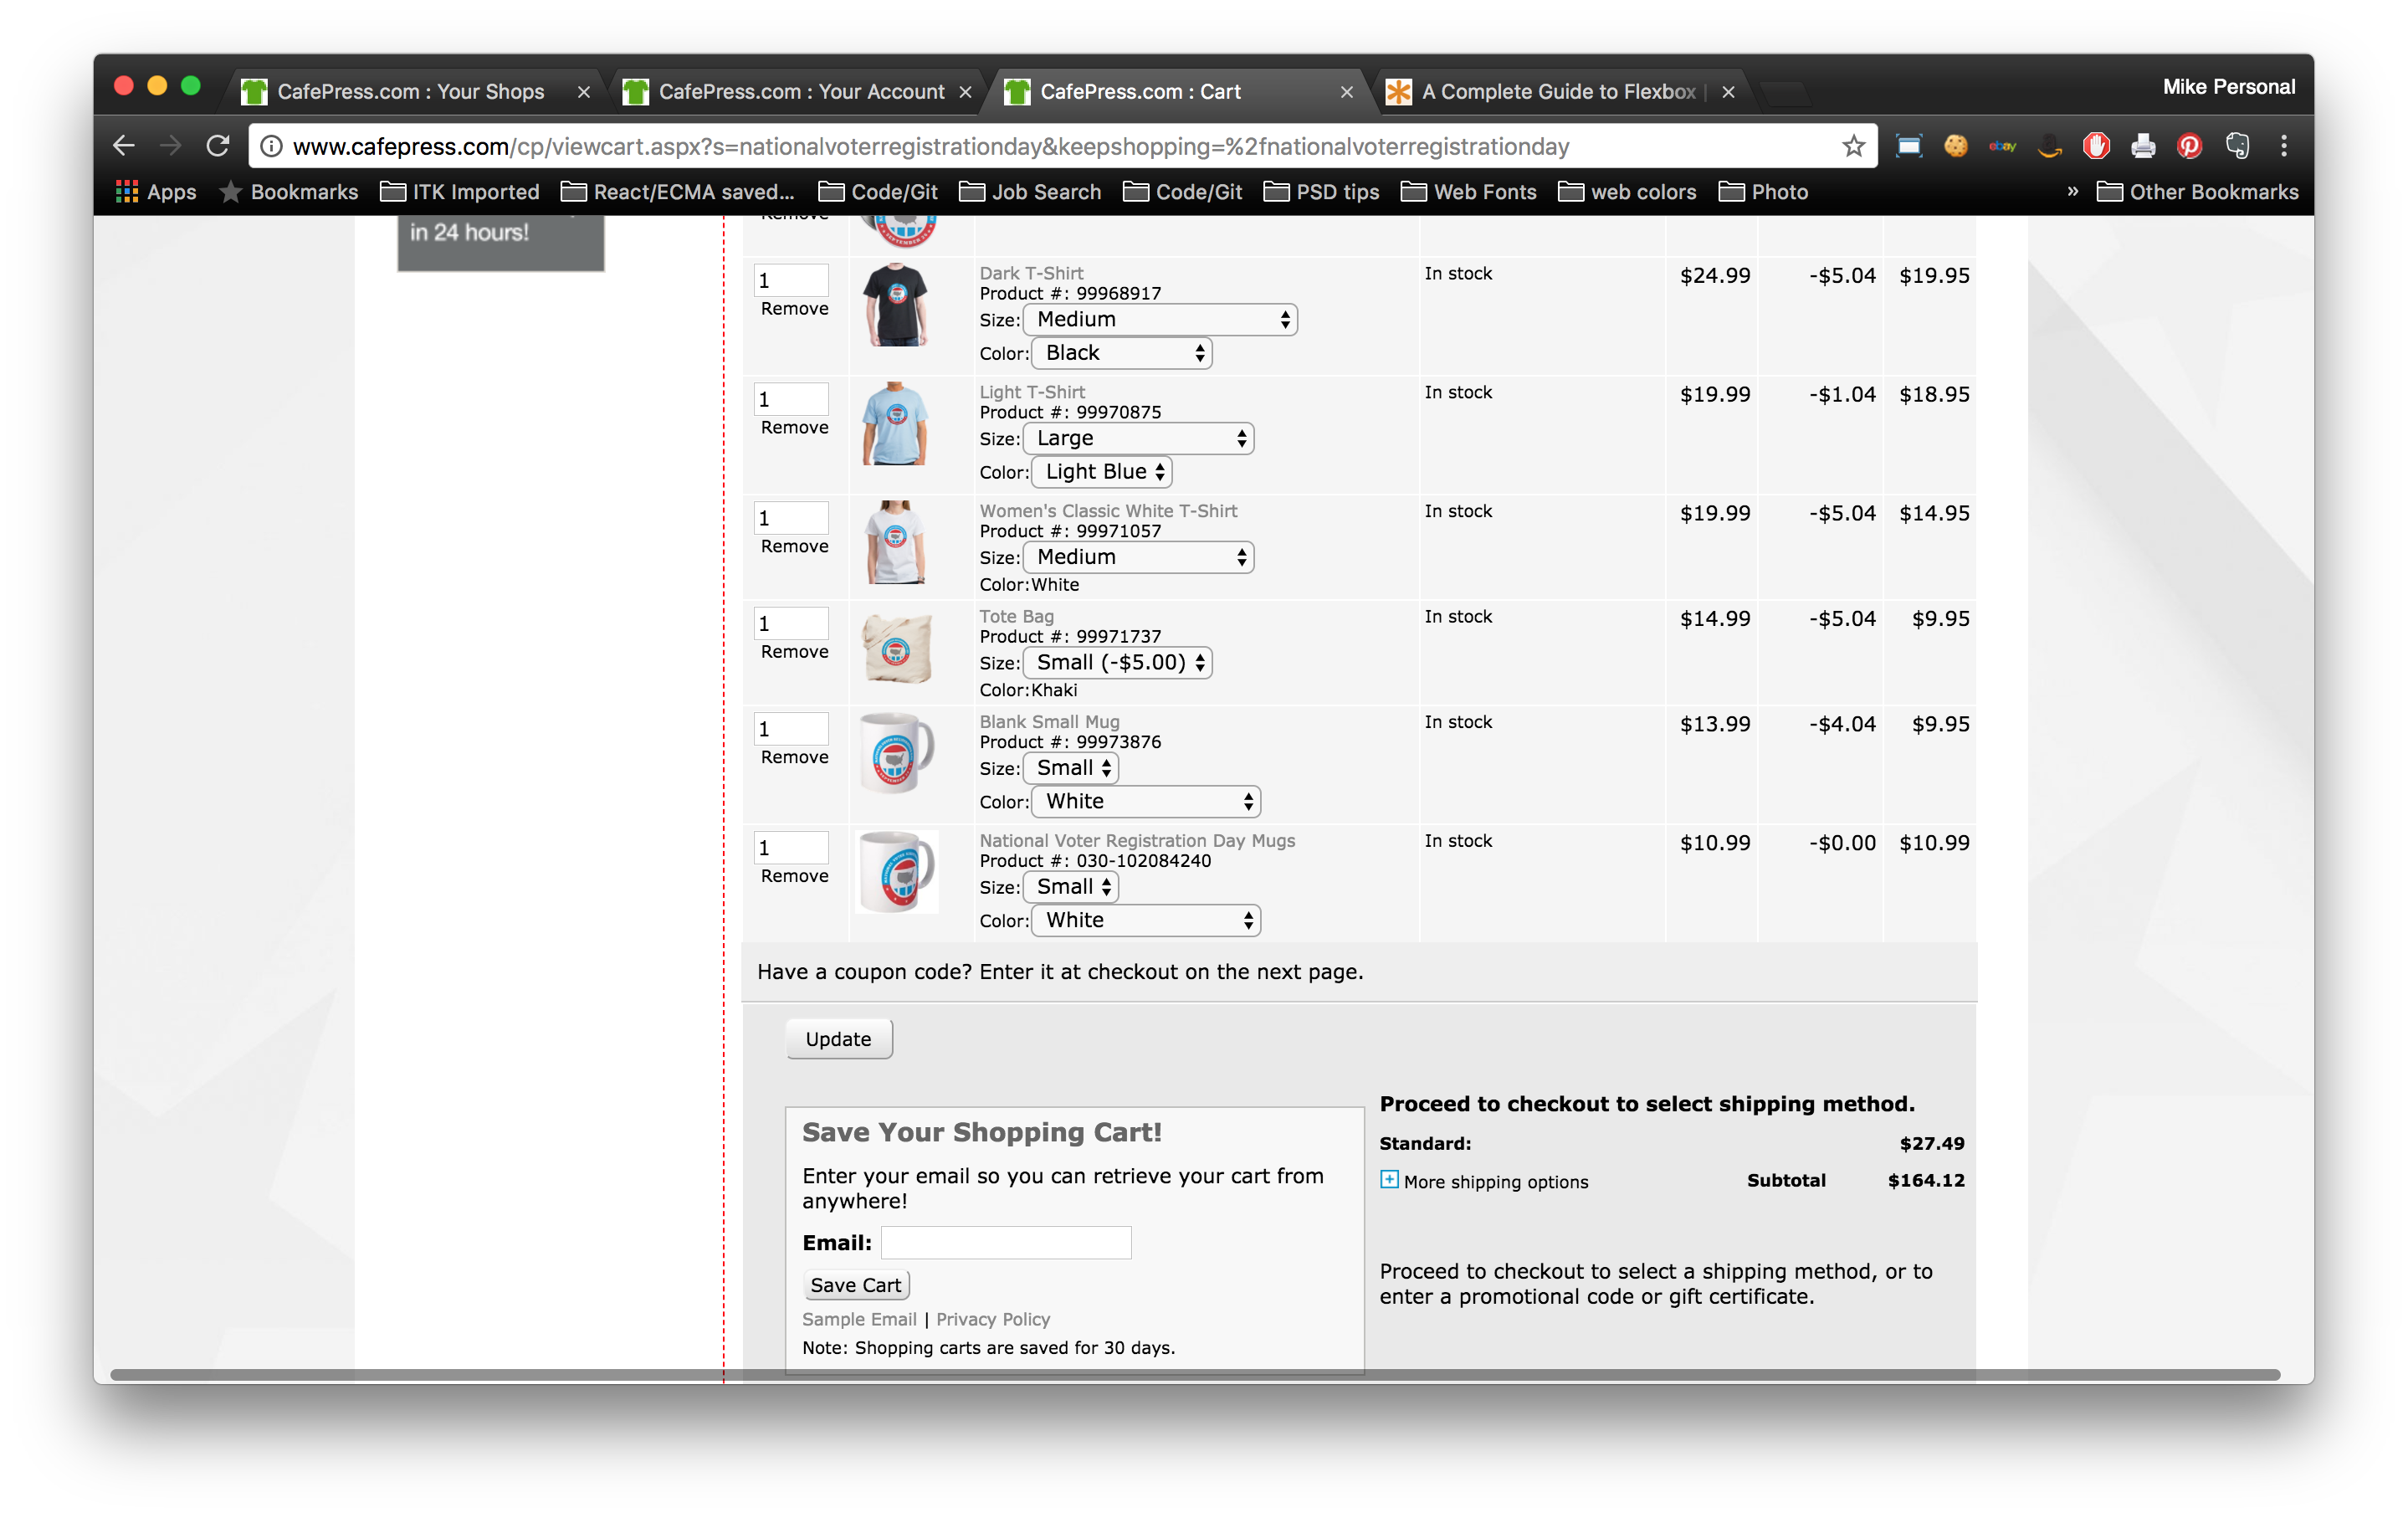 CafePress.com : Your Shops
CafePress.com : Your Account
CafePress.com : Cart
A Complete Guide to Flexbox |
Mike Personal
www.cafepress.com/cp/viewcart.aspx?s=nationalvoterregistrationday&keepshopping=%2fnationalvoterregistrationday
ebay
Apps
Bookmarks
ITK Imported
React/ECMA saved...
Code/Git
Job Search
Code/Git
PSD tips
Web Fonts
web colors
Photo
»
Other Bookmarks
in 24 hours!
Remove
1
Remove
Dark T-Shirt
Product #: 99968917
Size: Medium
Color: Black
In stock
$24.99
-$5.04
$19.95
1
Remove
Light T-Shirt
Product #: 99970875
Size: Large
Color: Light Blue
In stock
$19.99
-$1.04
$18.95
1
Remove
Women's Classic White T-Shirt
Product #: 99971057
Size: Medium
Color:White
In stock
$19.99
-$5.04
$14.95
1
Remove
Tote Bag
Product #: 99971737
Size: Small (-$5.00)
Color:Khaki
In stock
$14.99
-$5.04
$9.95
1
Remove
Blank Small Mug
Product #: 99973876
Size: Small
Color: White
In stock
$13.99
-$4.04
$9.95
1
Remove
National Voter Registration Day Mugs
Product #: 030-102084240
Size: Small
Color: White
In stock
$10.99
-$0.00
$10.99
Have a coupon code? Enter it at checkout on the next page.
Update
Save Your Shopping Cart!
Enter your email so you can retrieve your cart from
anywhere!
Email:
Save Cart
Sample Email | Privacy Policy
Note: Shopping carts are saved for 30 days.
Proceed to checkout to select shipping method.
Standard: $27.49
More shipping options
Subtotal $164.12
Proceed to checkout to select a shipping method, or to
enter a promotional code or gift certificate.